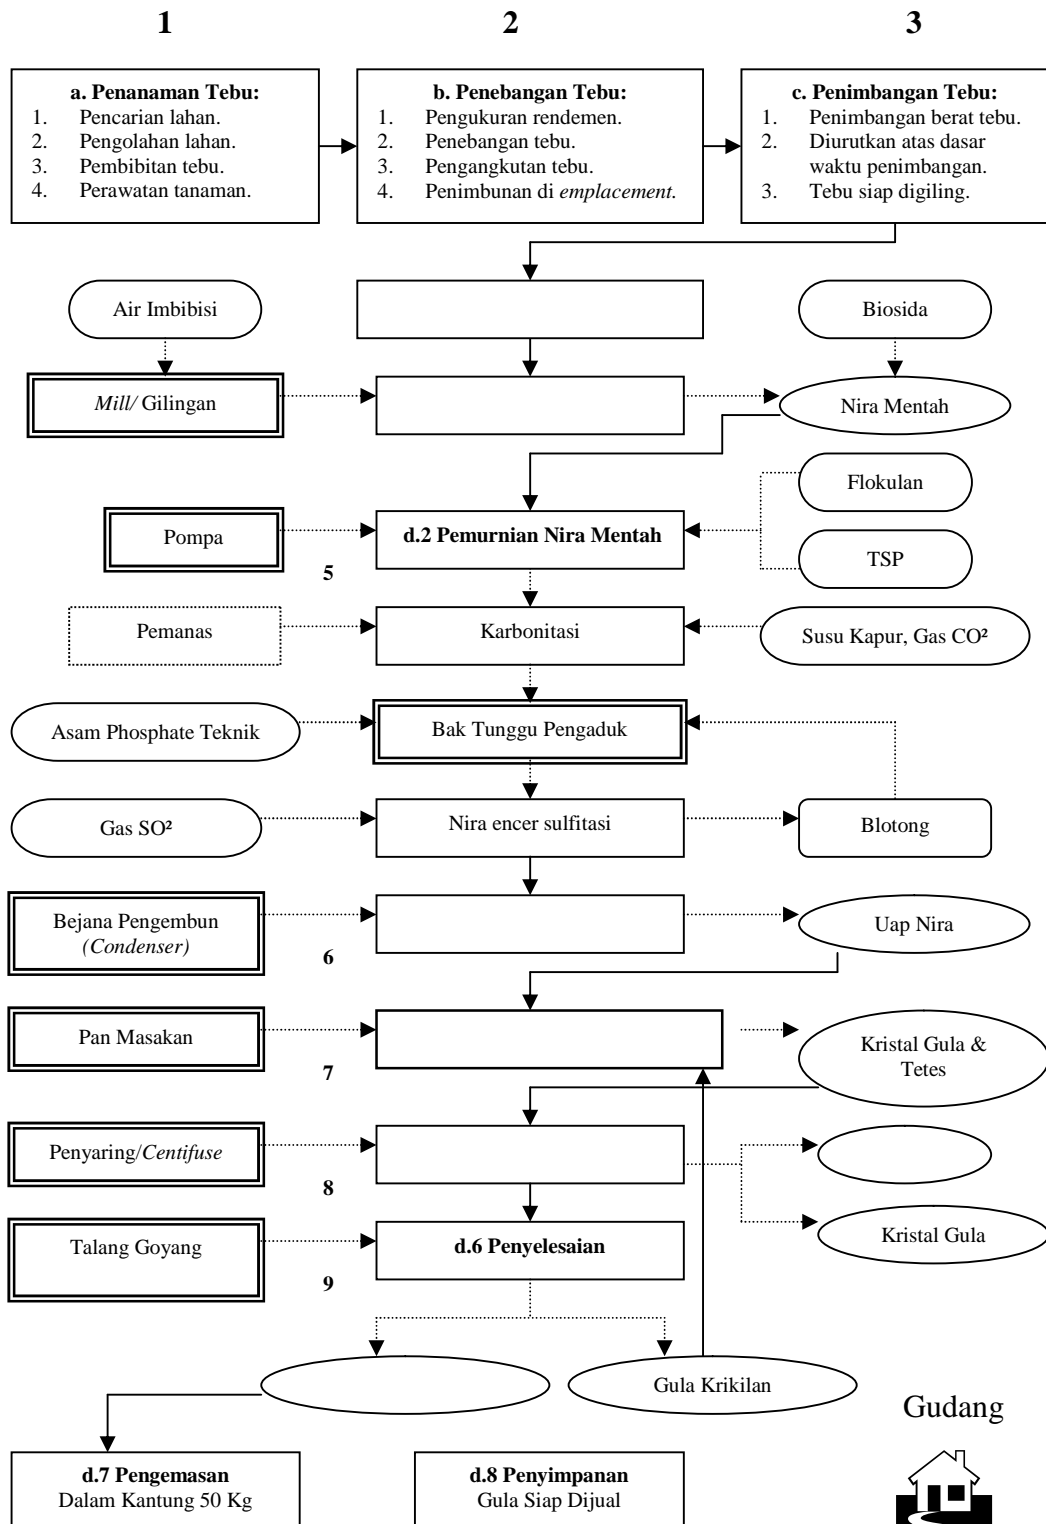 1
2
3
a. Penanaman Tebu:
1. Pencarian lahan.
2. Pengolahan lahan.
3. Pembibitan tebu.
4. Perawatan tanaman.
b. Penebangan Tebu:
1. Pengukuran rendemen.
2. Penebangan tebu.
3. Pengangkutan tebu.
4. Penimbunan di emplacement.
c. Penimbangan Tebu:
1. Penimbangan berat tebu.
2. Diurutkan atas dasar
waktu penimbangan.
3. Tebu siap digiling.
Air Imbibisi
Biosida
Mill/ Gilingan
Nira Mentah
Flokulan
Pompa
d.2 Pemurnian Nira Mentah
TSP
5
Pemanas
Karbonitasi
Susu Kapur, Gas CO²
Asam Phosphate Teknik
Bak Tunggu Pengaduk
Gas SO²
Nira encer sulfitasi
Blotong
Bejana Pengembun
(Condenser)
6
Uap Nira
Pan Masakan
7
Kristal Gula &
Tetes
Penyaring/Centifuse
8
Talang Goyang
d.6 Penyelesaian
Kristal Gula
9
Gula Krikilan
Gudang
d.7 Pengemasan
Dalam Kantung 50 Kg
d.8 Penyimpanan
Gula Siap Dijual